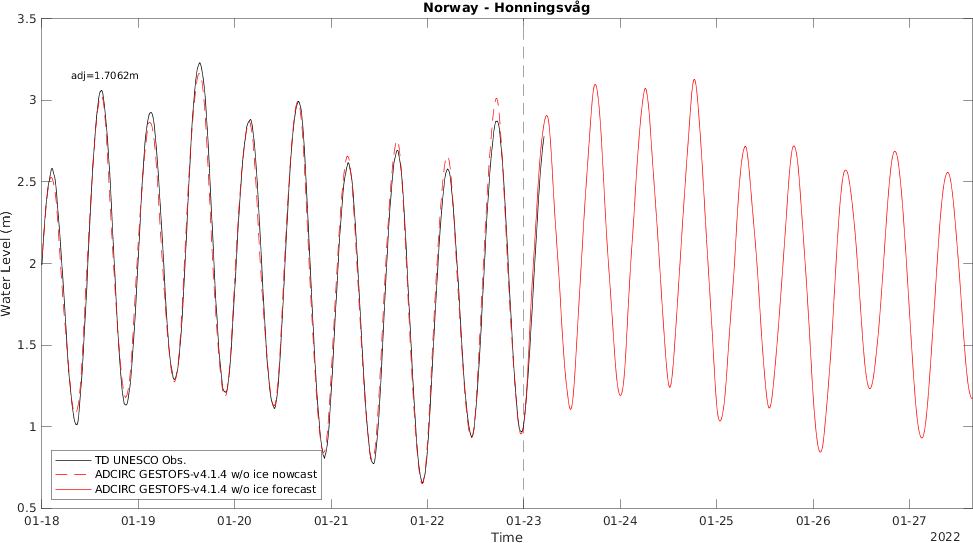 Norway - Honningsvåg
3.5
adj=1.7062m
3
2.5
2
1.5
1
0.5
Water Level (m)
TD UNESCO Obs.
ADCIRC GESTOFS-v4.1.4 w/o ice nowcast
ADCIRC GESTOFS-v4.1.4 w/o ice forecast
01-18 01-19 01-20 01-21 01-22 01-23 01-24 01-25 01-26 01-27
Time
2022